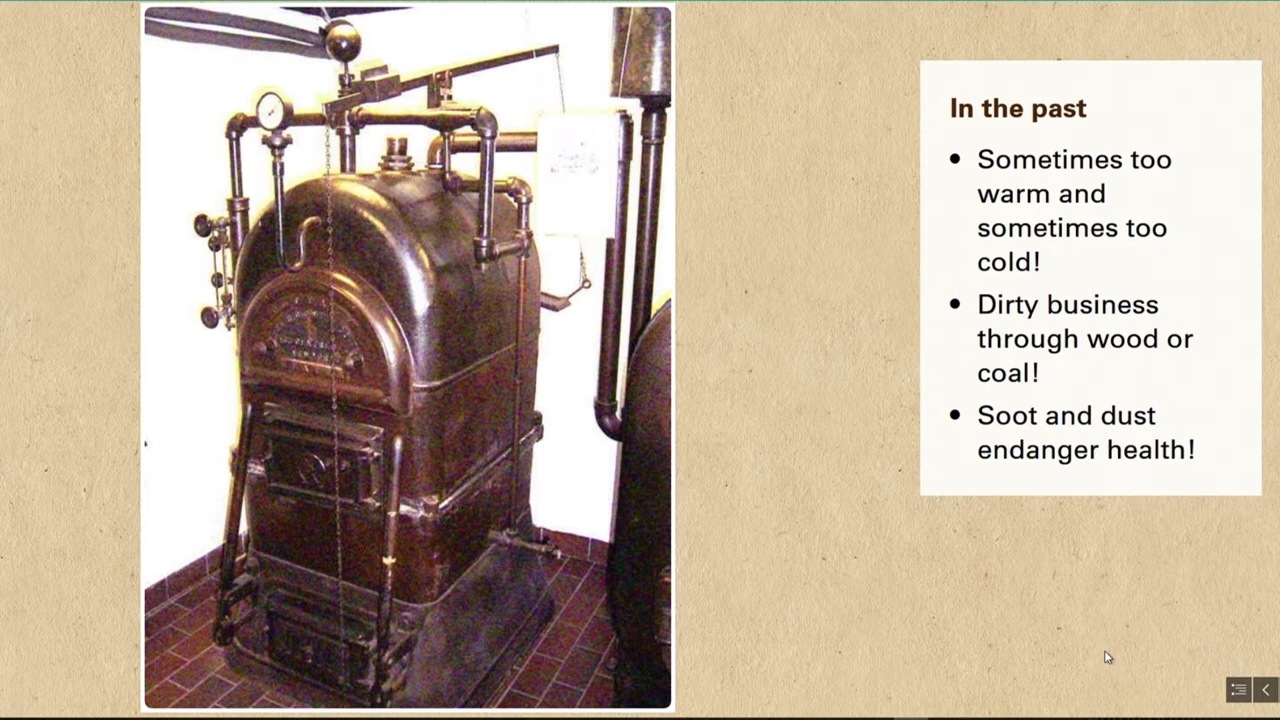 In the past
• Sometimes too
warm and
sometimes too
cold!
• Dirty business
through wood or
coal!
• Soot and dust
endanger health!